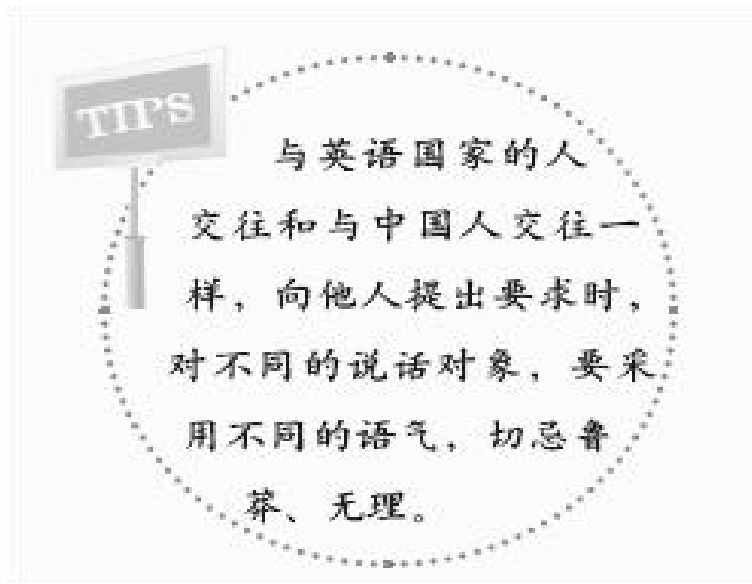 TIPS
与英语国家的人
交往和与中国人交往一
样，向他人提出要求时，
对不同的说话对象，要采
用不同的语气，切忌鲁
莽、无理。